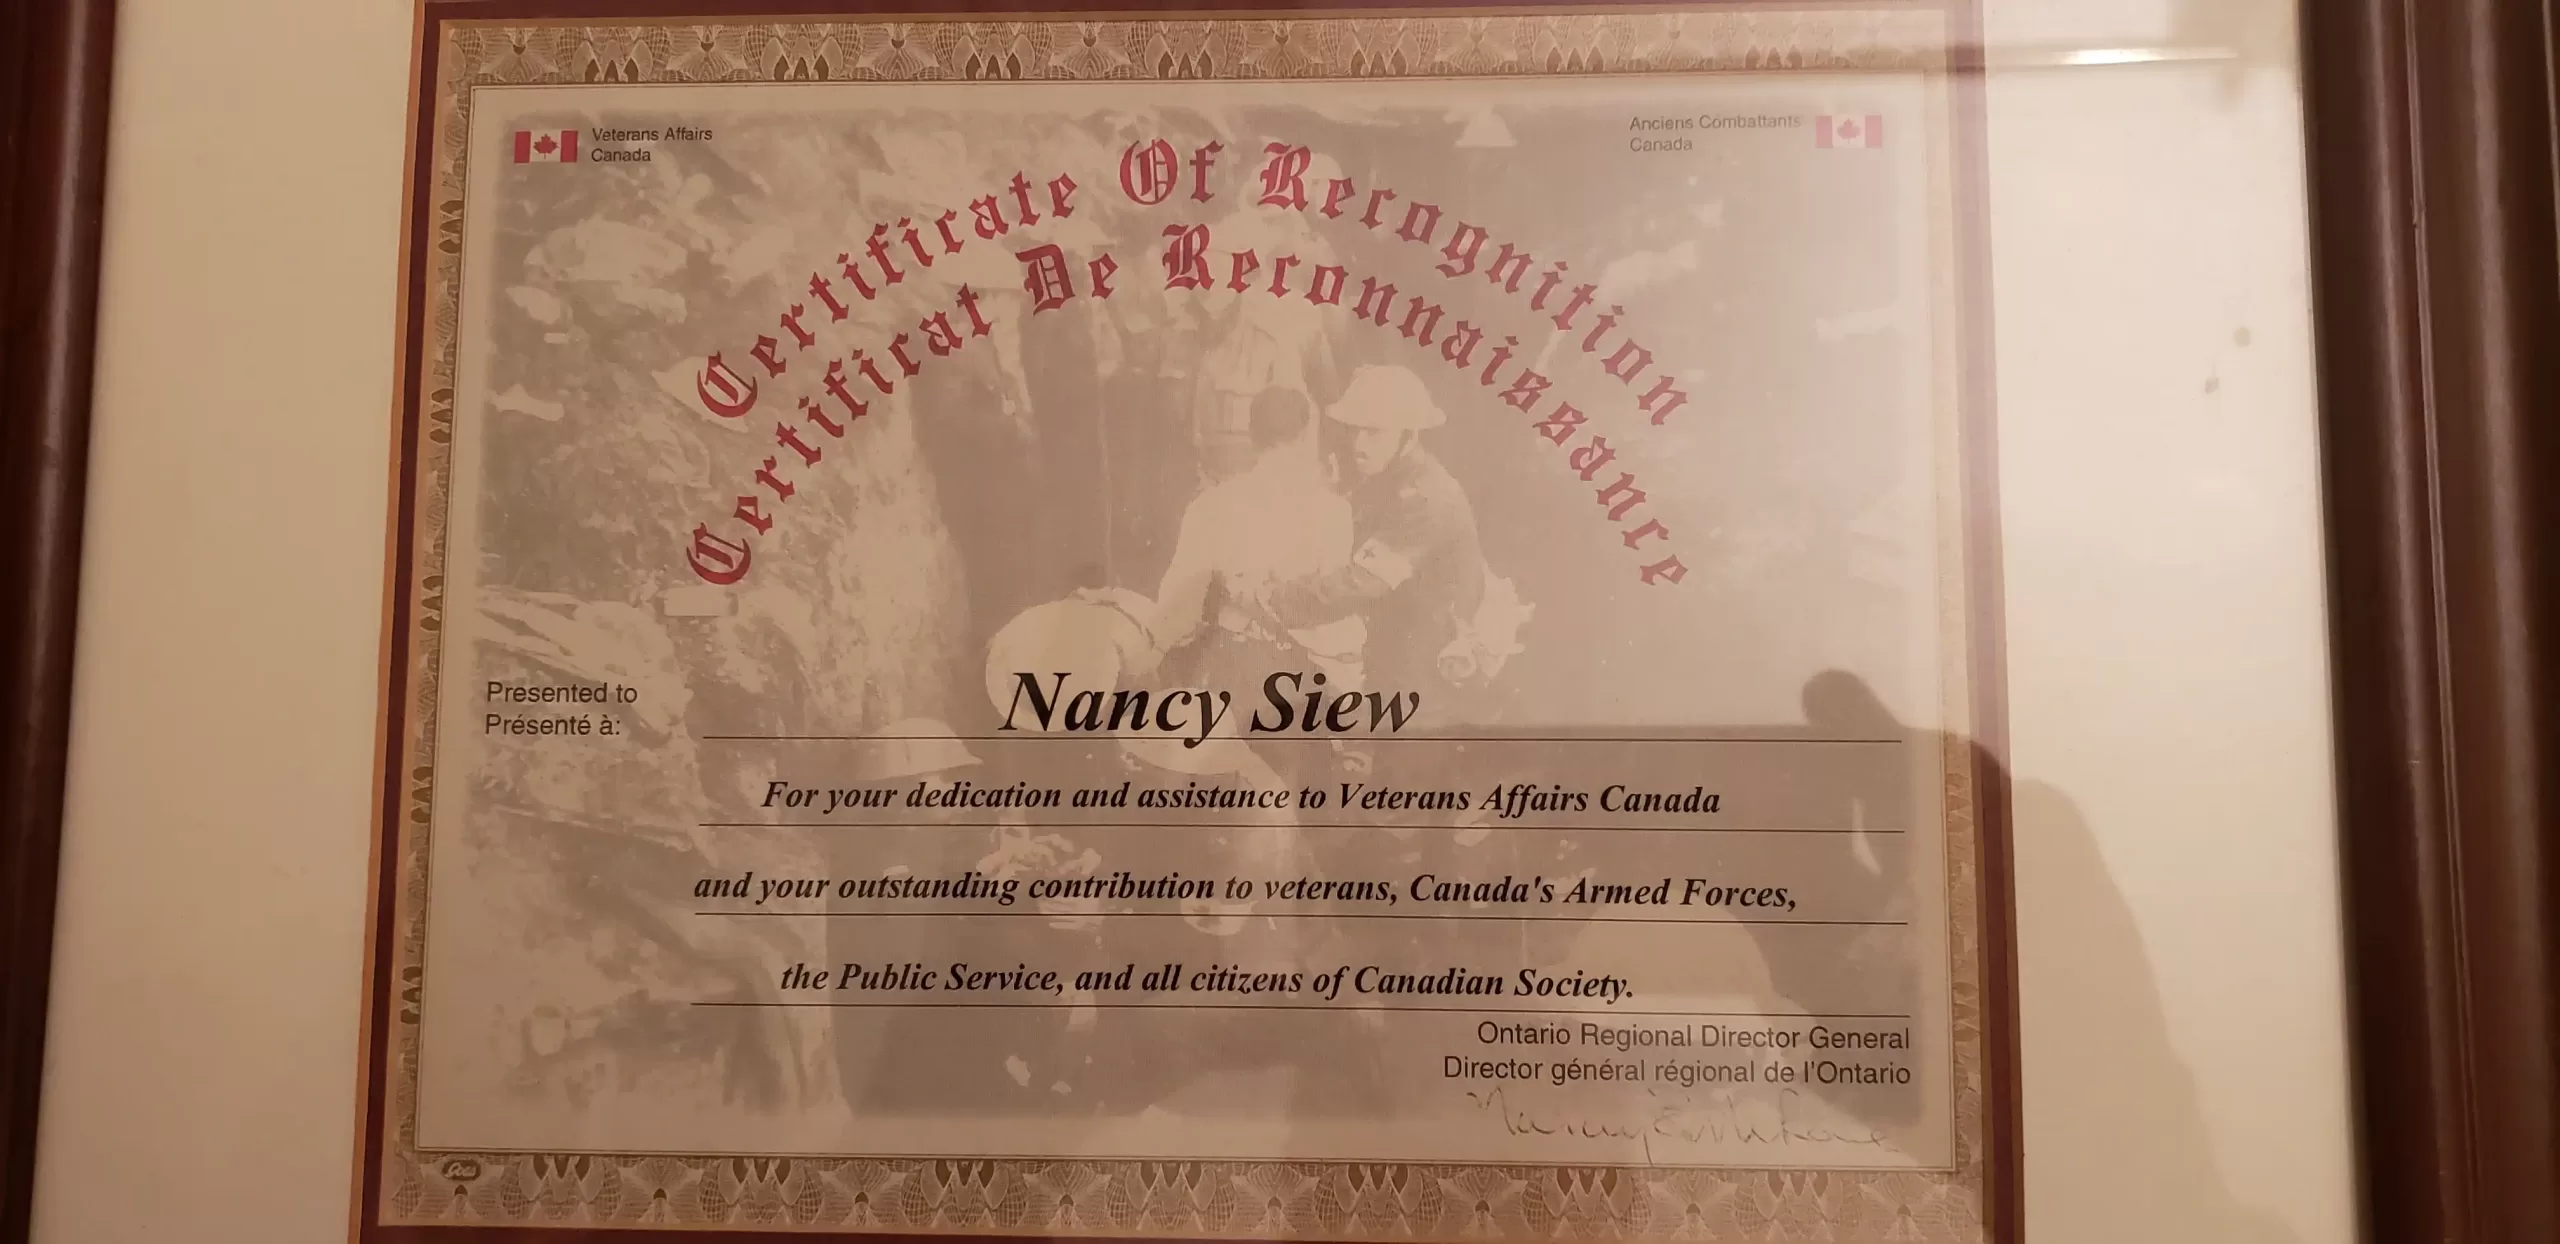 Veterans Affairs
Canada
Anciens Combattants
Canada
Certificate Of Recognition
Certificat De Reconnaissance
Presented to
Présenté à:
Nancy Siew
For your dedication and assistance to Veterans Affairs Canada
and your outstanding contribution to veterans, Canada's Armed Forces,
the Public Service, and all citizens of Canadian Society.
Ontario Regional Director General
Director général régional de l'Ontario